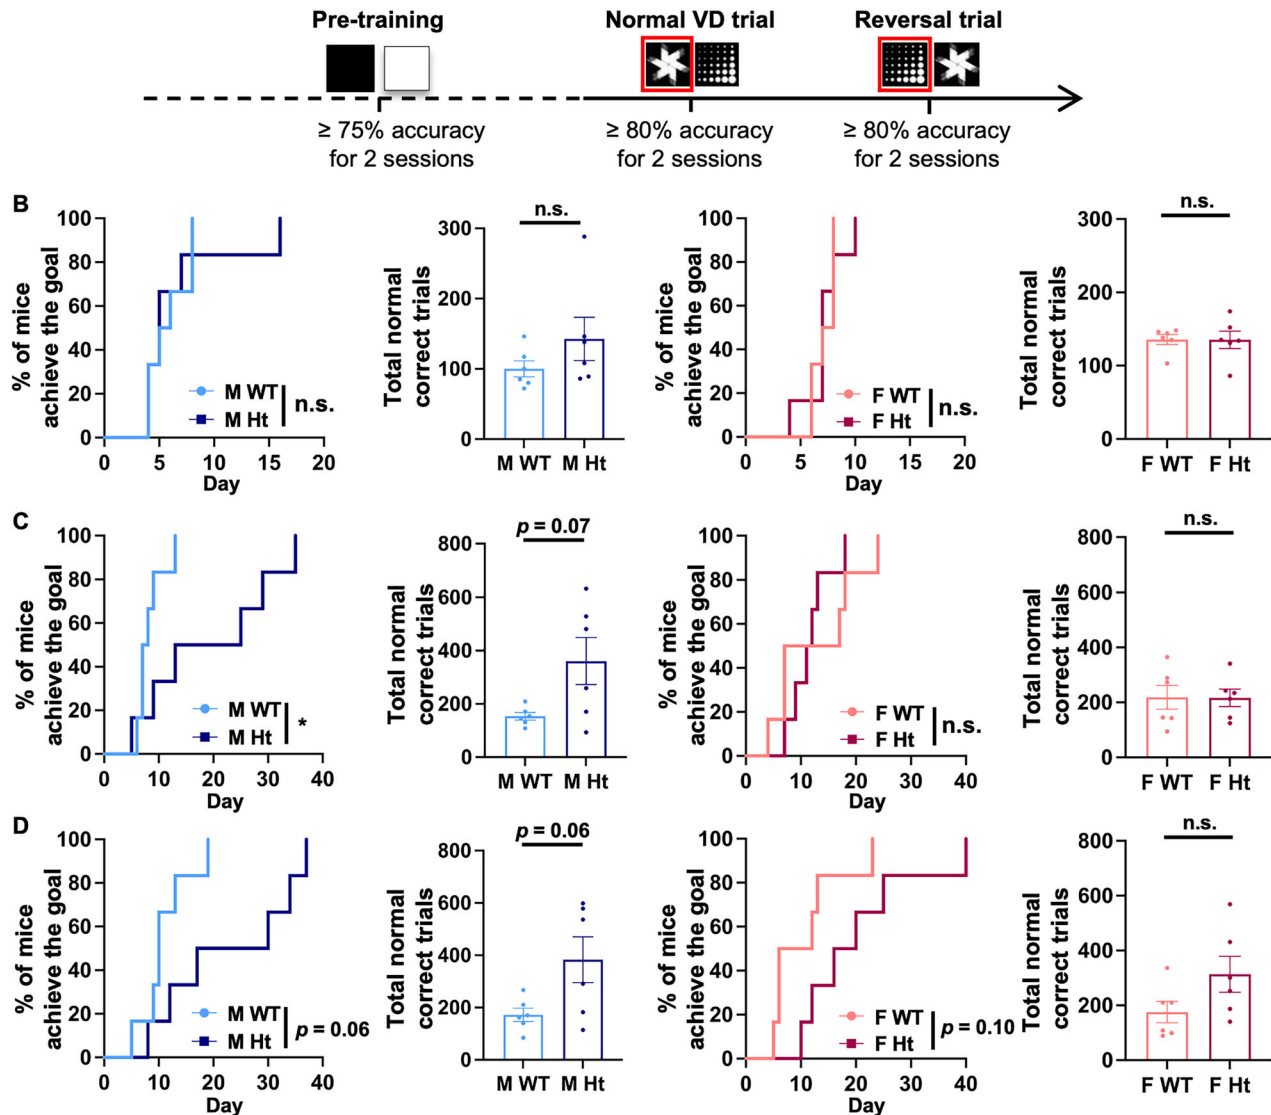 Pre-training
Normal VD trial
Reversal trial
≥ 75% accuracy
for 2 sessions
≥ 80% accuracy
for 2 sessions
≥ 80% accuracy
for 2 sessions
B
% of mice
achieve the goal
100
80
60
40
20
0
0 5 10 15 20
Day
M WT
M Ht
n.s.
Total normal
correct trials
300
200
100
0
n.s.
M WT M Ht
% of mice
achieve the goal
100
80
60
40
20
0
0 5 10 15 20
Day
F WT
F Ht
n.s.
Total normal
correct trials
300
200
100
0
n.s.
F WT F Ht
C
% of mice
achieve the goal
100
80
60
40
20
0
0 10 20 30 40
Day
M WT
M Ht
*
Total normal
correct trials
800
600
400
200
0
p = 0.07
M WT M Ht
% of mice
achieve the goal
100
80
60
40
20
0
0 10 20 30 40
Day
F WT
F Ht
n.s.
Total normal
correct trials
800
600
400
200
0
n.s.
F WT F Ht
D
% of mice
achieve the goal
100
80
60
40
20
0
0 10 20 30 40
Day
M WT
M Ht
p = 0.06
Total normal
correct trials
800
600
400
200
0
p = 0.06
M WT M Ht
% of mice
achieve the goal
100
80
60
40
20
0
0 10 20 30 40
Day
F WT
F Ht
p = 0.10
Total normal
correct trials
800
600
400
200
0
n.s.
F WT F Ht